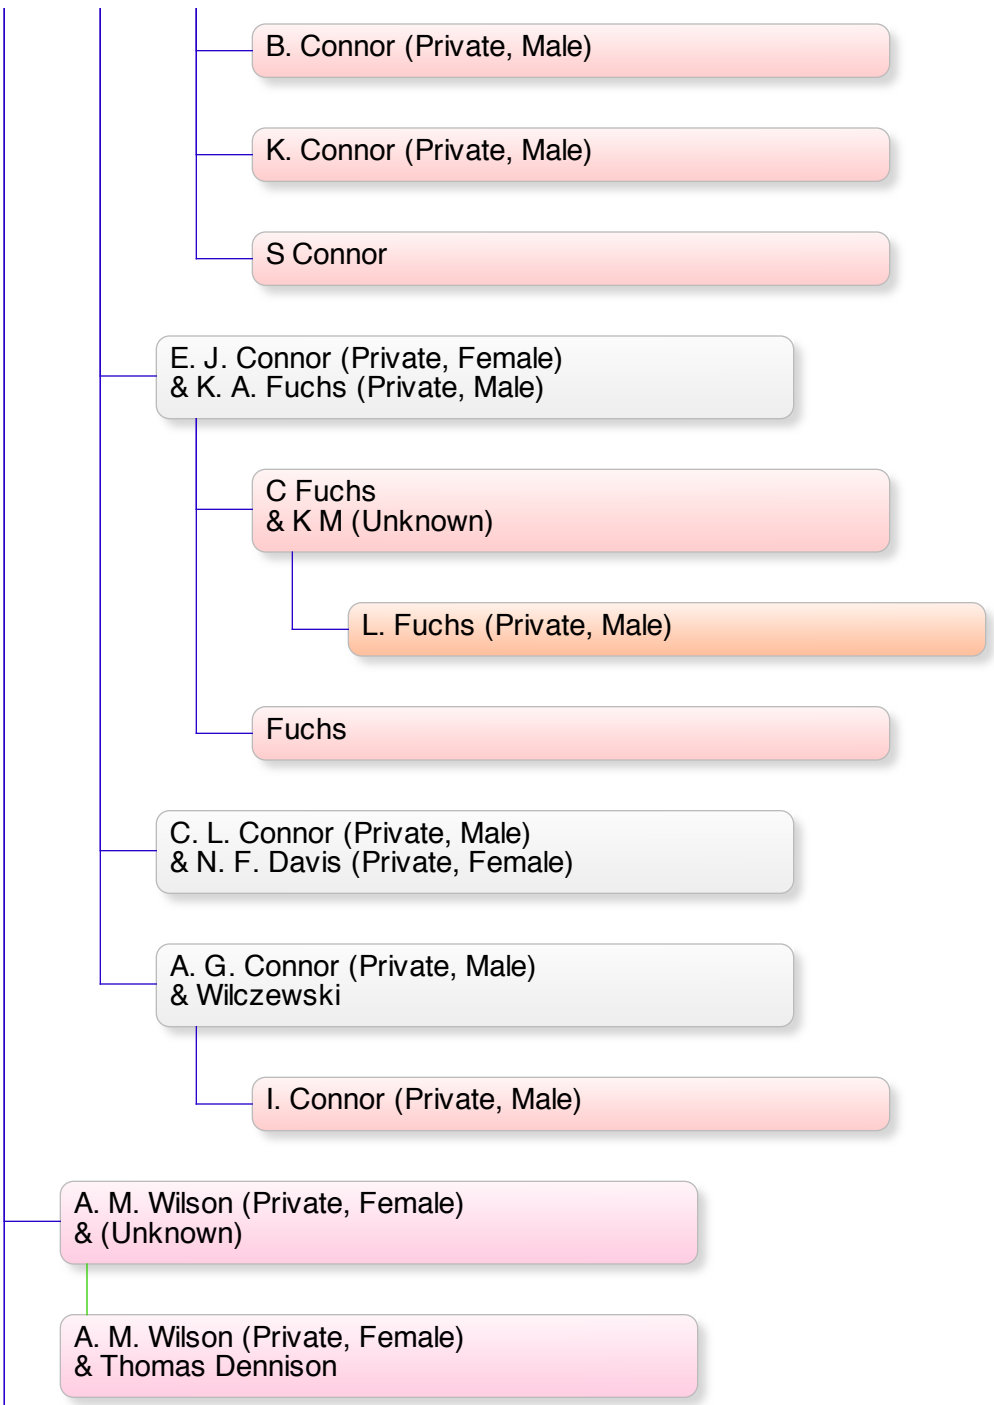 B. Connor (Private, Male)
K. Connor (Private, Male)
S Connor
E. J. Connor (Private, Female)
& K. A. Fuchs (Private, Male)
C Fuchs
& K M (Unknown)
L. Fuchs (Private, Male)
Fuchs
C. L. Connor (Private, Male)
& N. F. Davis (Private, Female)
A. G. Connor (Private, Male)
& Wilczewski
I. Connor (Private, Male)
A. M. Wilson (Private, Female)
& (Unknown)
A. M. Wilson (Private, Female)
& Thomas Dennison